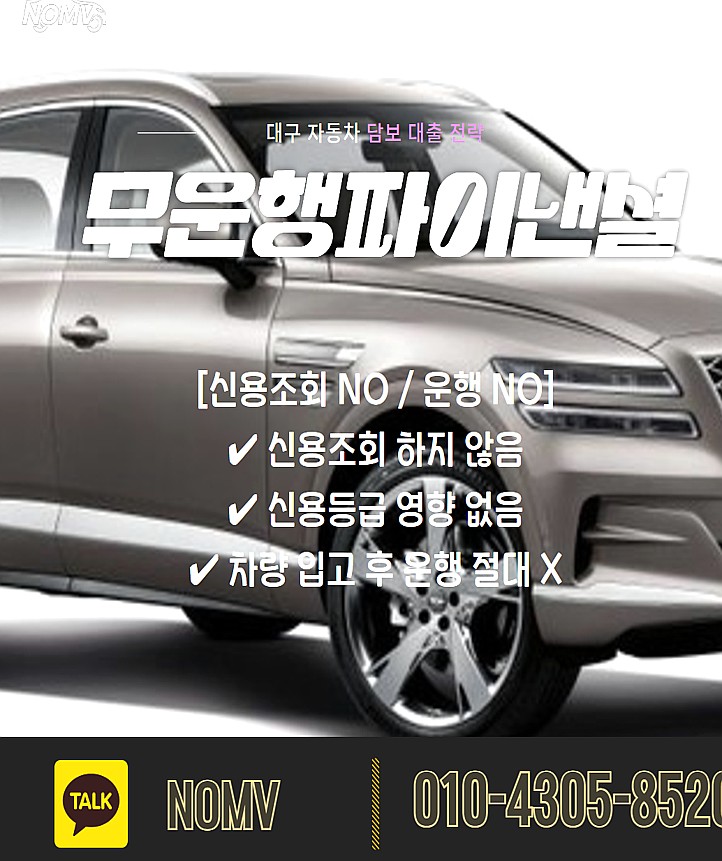 NOMV
대구 자동차 담보 대출 전략
무운행파이낸셜
[신용조회 NO / 운행 NO]
✔ 신용조회 하지 않음
✔ 신용등급 영향 없음
✔ 차량 입고 후 운행 절대 X
TALK
NOMV
010-4305-8520